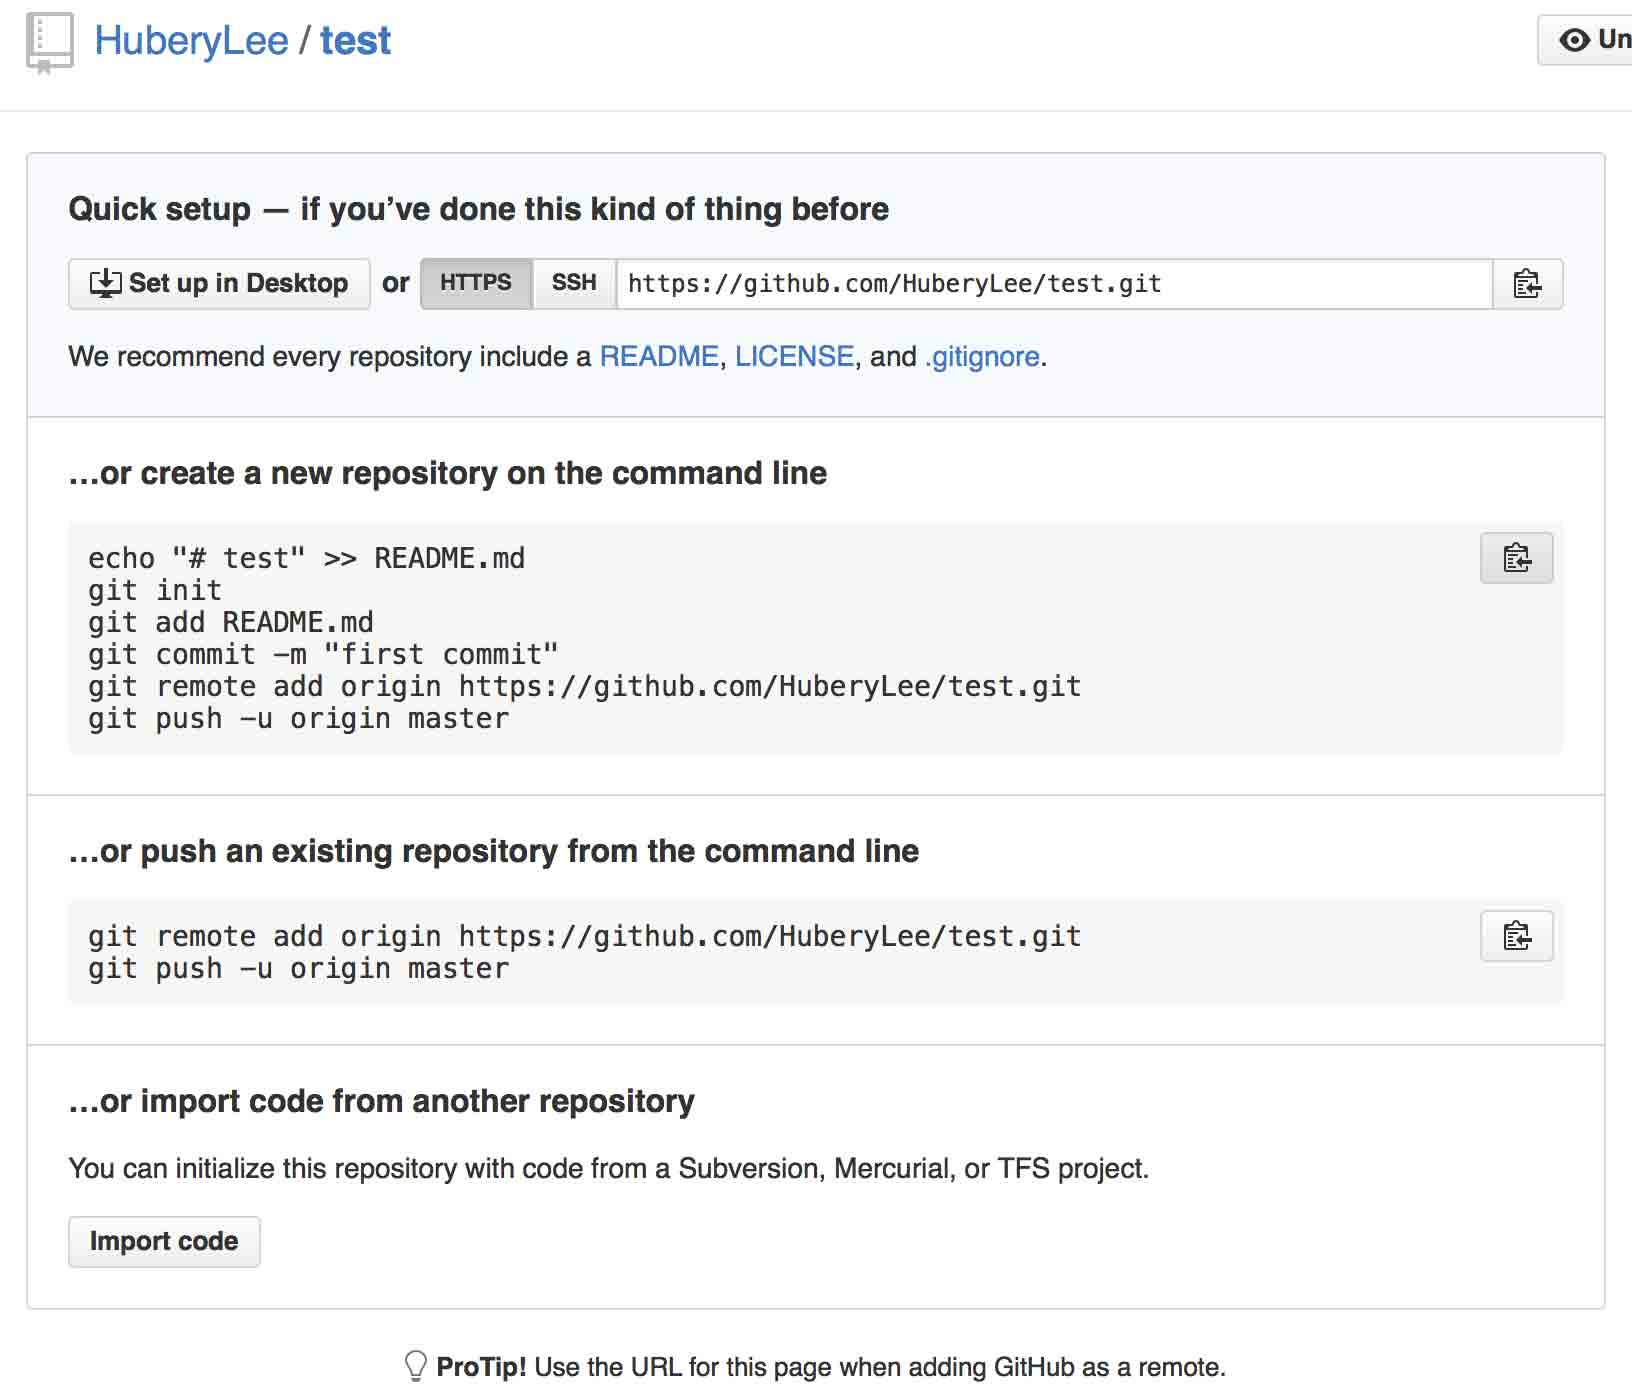 HuberyLee / test
Un
Quick setup — if you’ve done this kind of thing before
Set up in Desktop or HTTPS SSH https://github.com/HuberyLee/test.git
We recommend every repository include a README, LICENSE, and .gitignore.
…or create a new repository on the command line
echo "# test" >> README.md
git init
git add README.md
git commit -m "first commit"
git remote add origin https://github.com/HuberyLee/test.git
git push -u origin master
…or push an existing repository from the command line
git remote add origin https://github.com/HuberyLee/test.git
git push -u origin master
…or import code from another repository
You can initialize this repository with code from a Subversion, Mercurial, or TFS project.
Import code
ProTip! Use the URL for this page when adding GitHub as a remote.